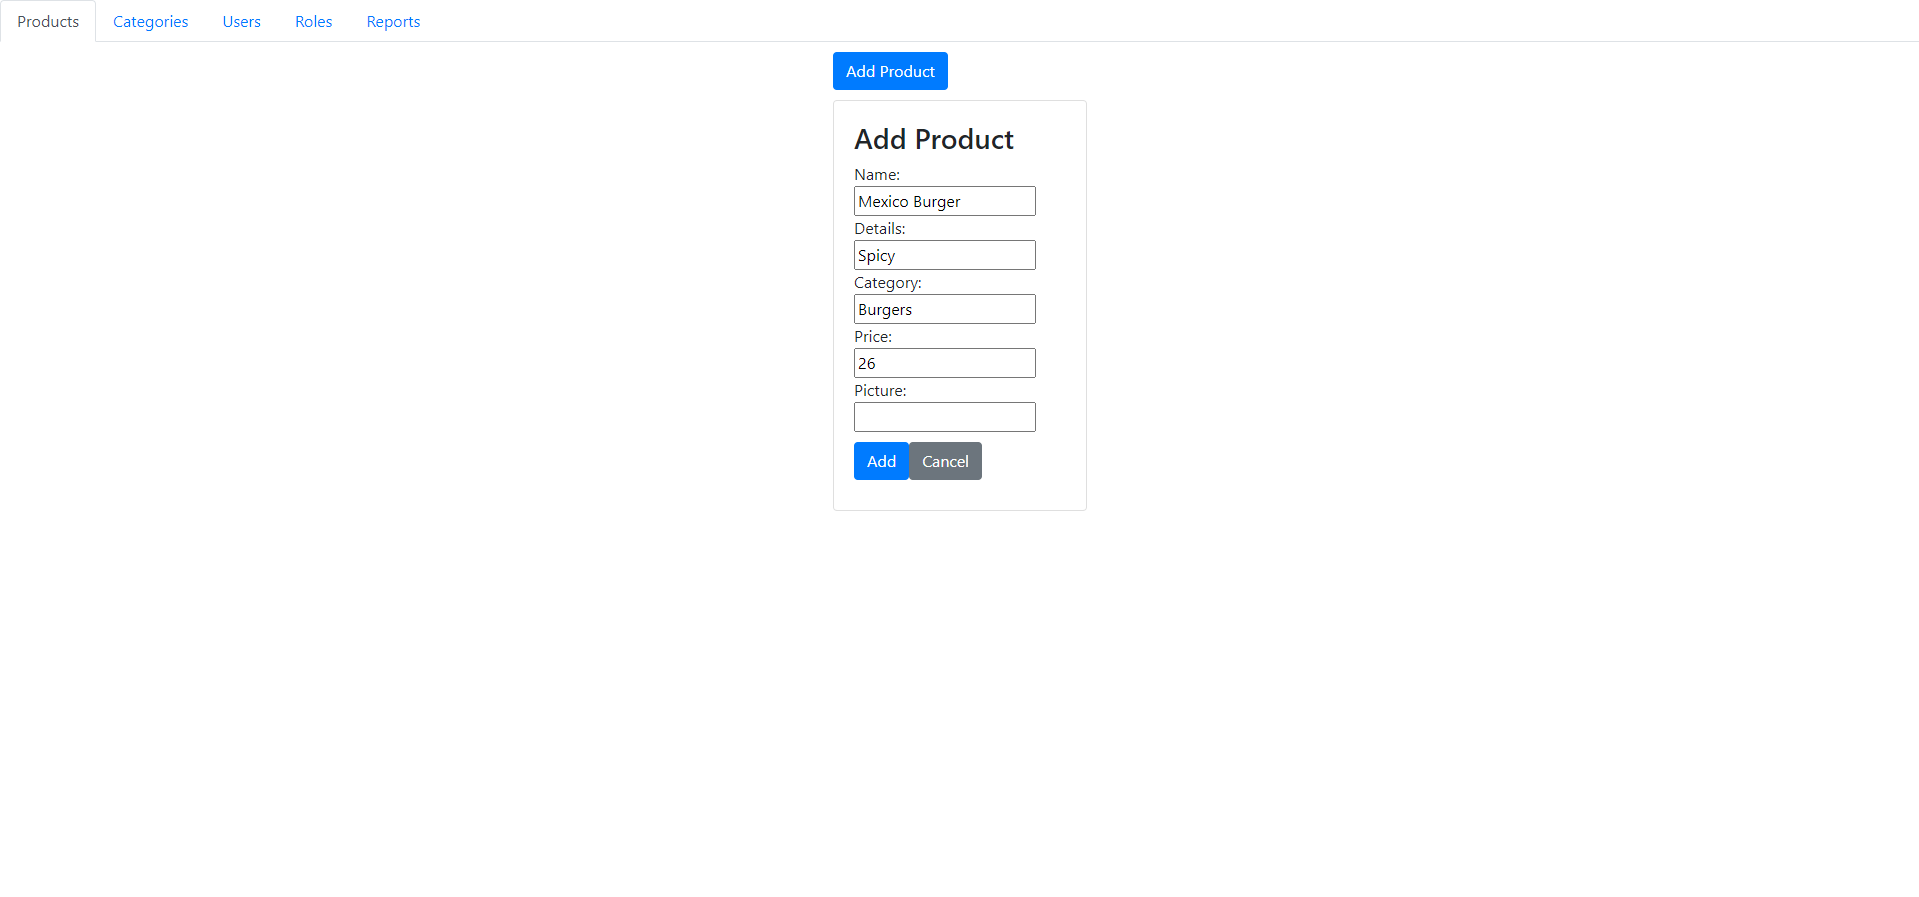 Products Categories Users Roles Reports
Add Product
Add Product
Name:
Mexico Burger
Details:
Spicy
Category:
Burgers
Price:
26
Picture:
Add Cancel